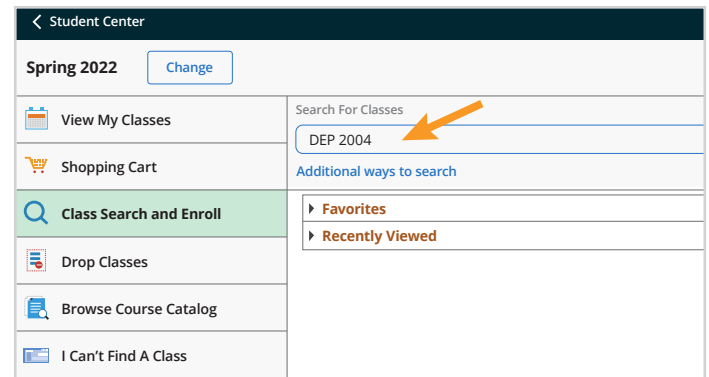 Student Center
Spring 2022
Change
View My Classes
Shopping Cart
Class Search and Enroll
Drop Classes
Browse Course Catalog
I Can't Find A Class
Search For Classes
DEP 2004
Additional ways to search
Favorites
Recently Viewed